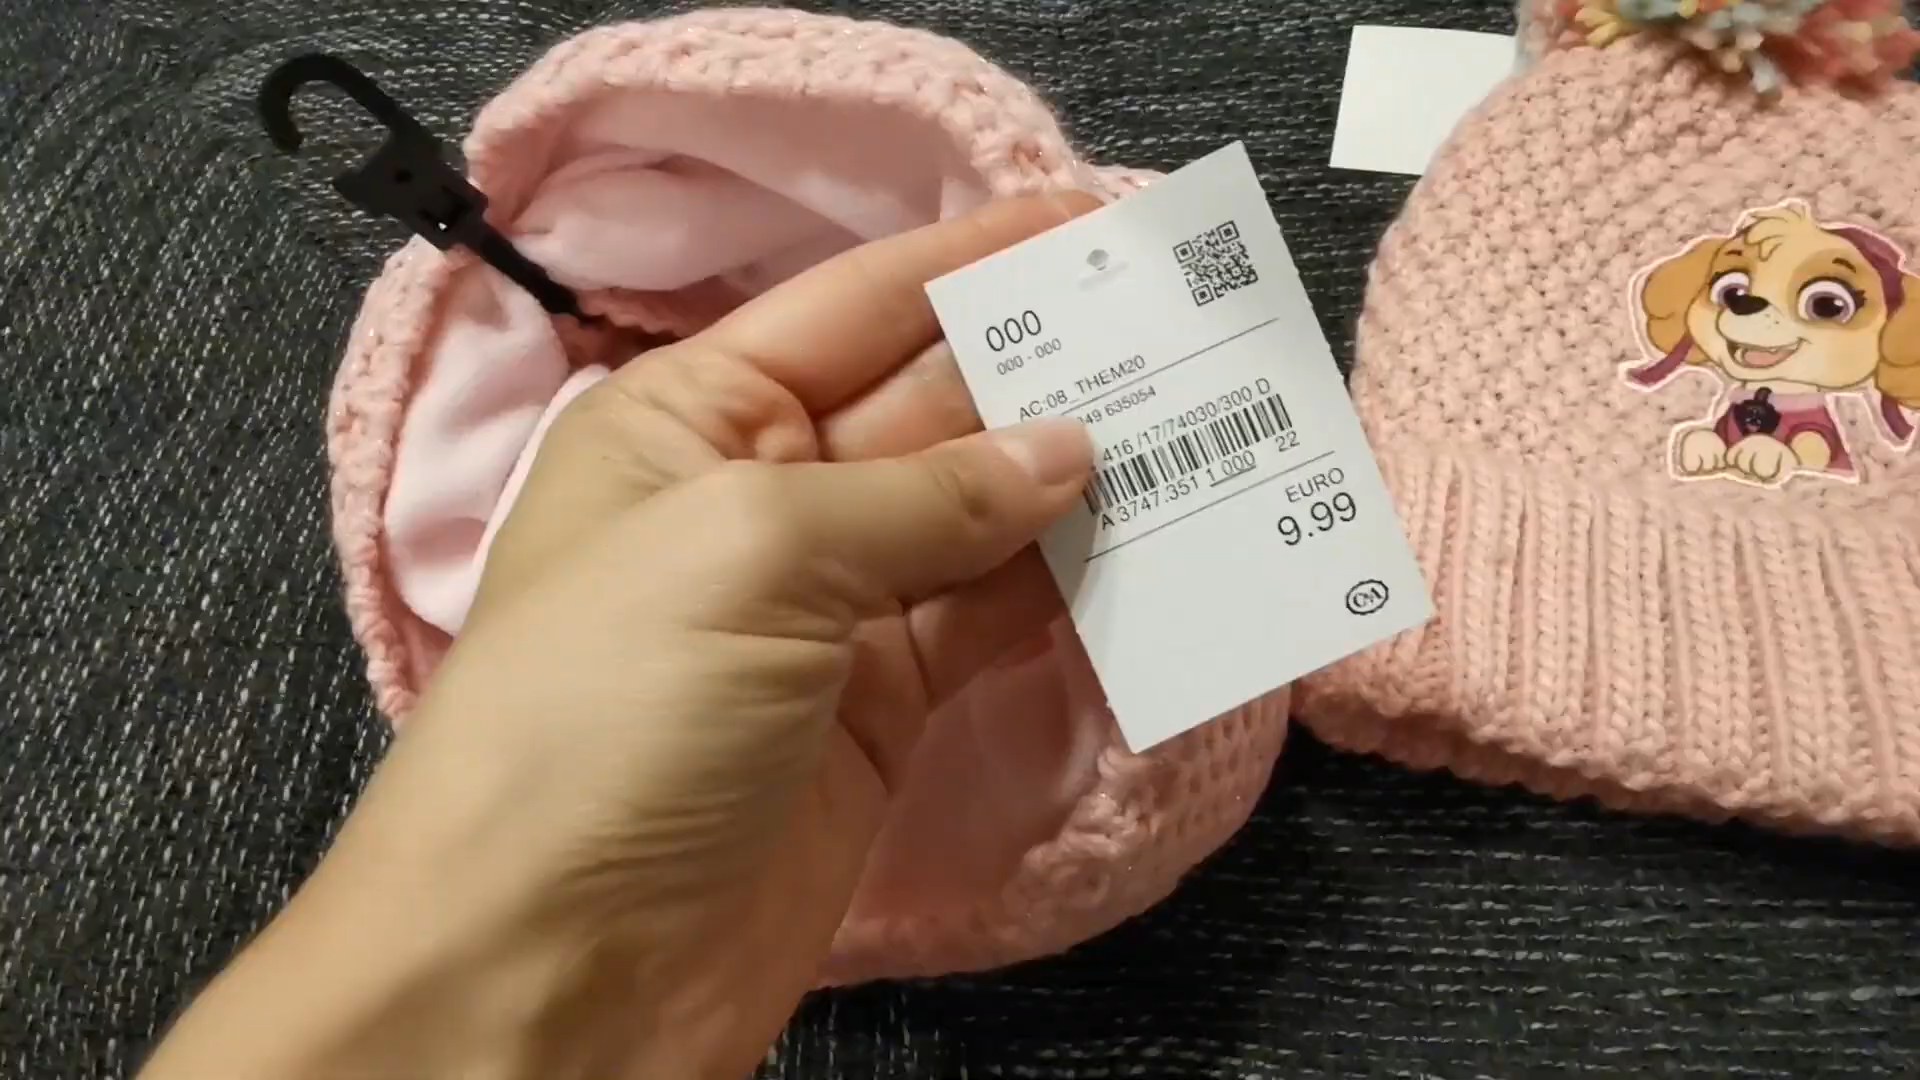 000
000 - 000
AC:08_THEM20
049 635054
416 /17/74030/300 D
A 3747.351 1 000 22
EURO
9.99
C&A